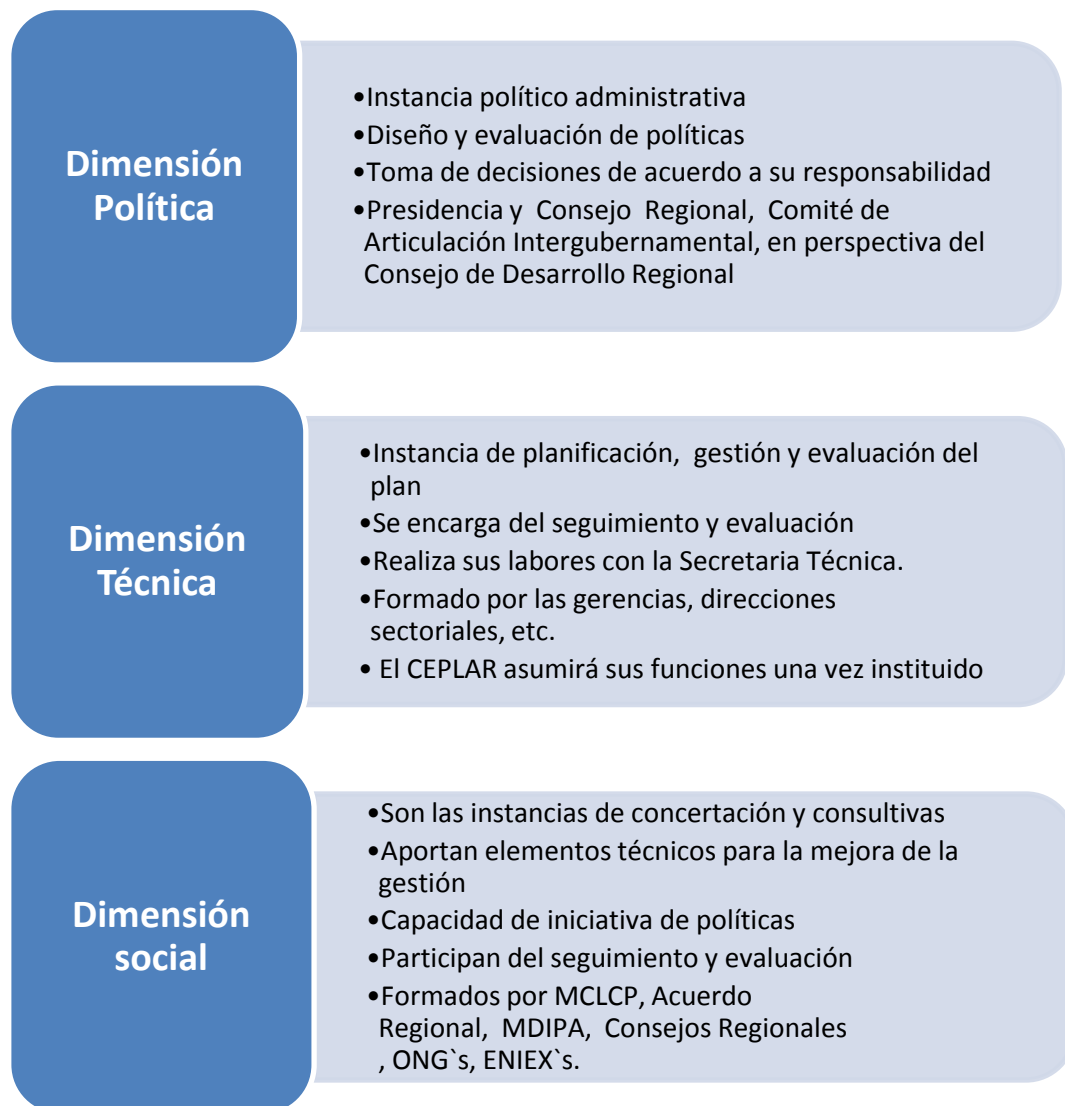 Dimensión
Política
•Instancia político administrativa
•Diseño y evaluación de políticas
•Toma de decisiones de acuerdo a su responsabilidad
•Presidencia y Consejo Regional, Comité de
Articulación Intergubernamental, en perspectiva del
Consejo de Desarrollo Regional
Dimensión
Técnica
•Instancia de planificación, gestión y evaluación del
plan
•Se encarga del seguimiento y evaluación
•Realiza sus labores con la Secretaria Técnica.
•Formado por las gerencias, direcciones
sectoriales, etc.
• El CEPLAR asumirá sus funciones una vez instituido
Dimensión
social
•Son las instancias de concertación y consultivas
•Aportan elementos técnicos para la mejora de la
gestión
•Capacidad de iniciativa de políticas
•Participan del seguimiento y evaluación
•Formados por MCLCP, Acuerdo
Regional, MDIPA, Consejos Regionales
, ONG`s, ENIEX`s.